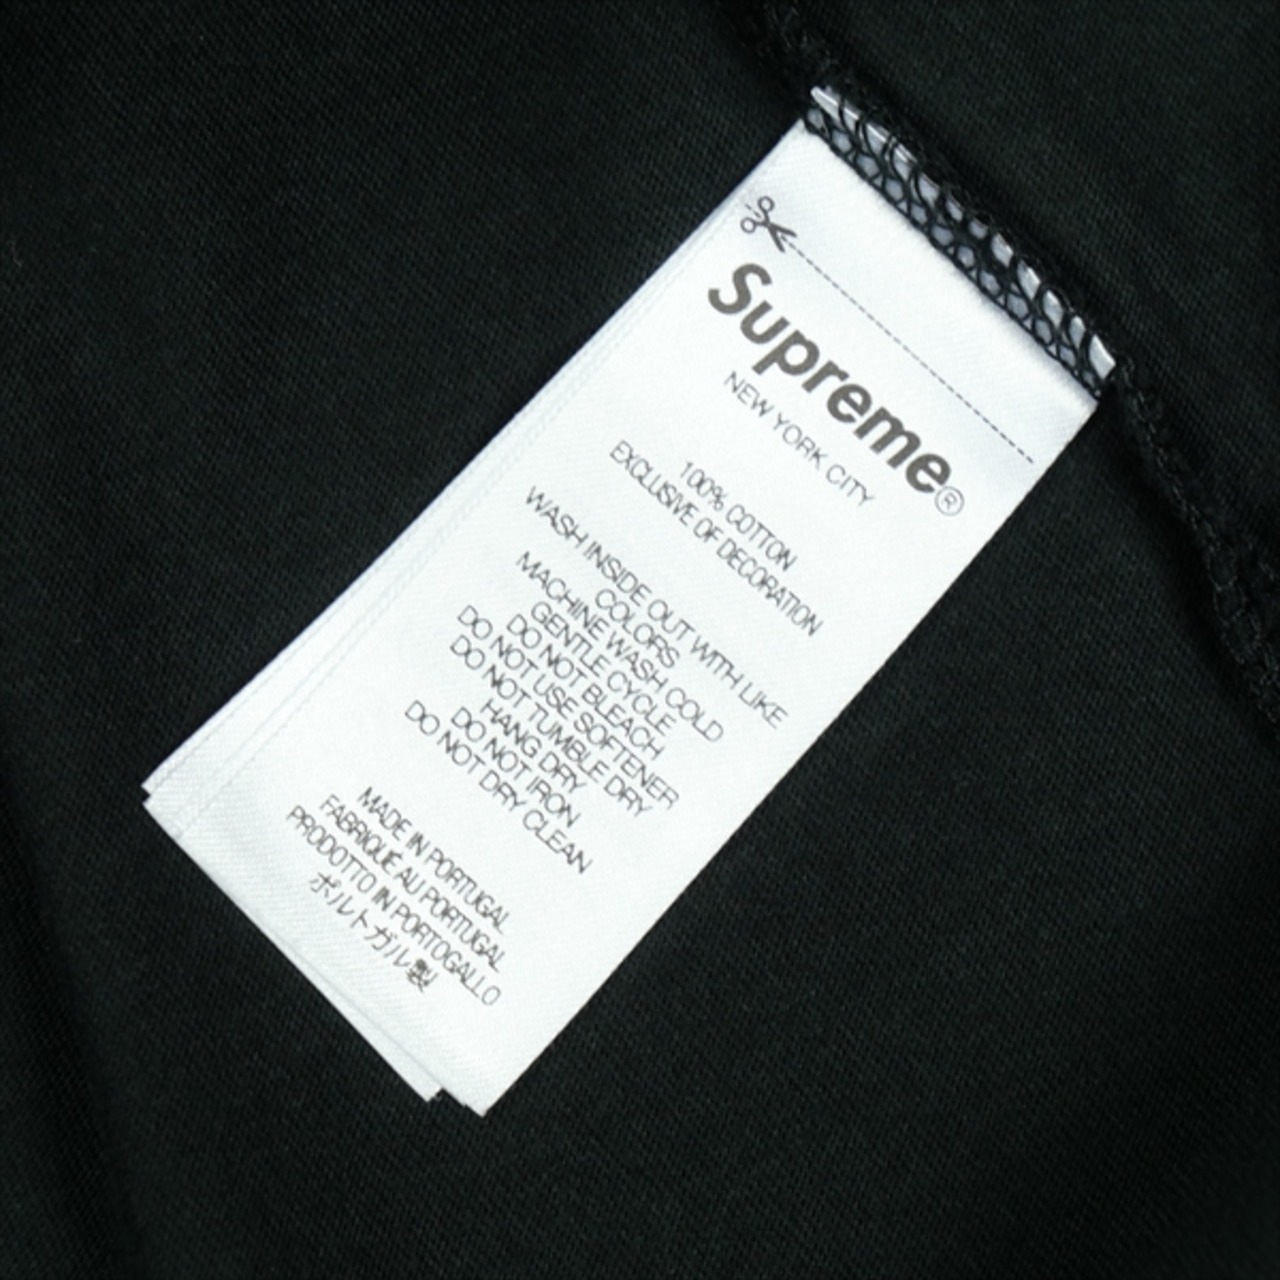 Supreme®
NEW YORK CITY
100% COTTON
EXCLUSIVE OF DECORATION
WASH INSIDE OUT WITH LIKE
COLORS
MACHINE WASH COLD
GENTLE CYCLE
DO NOT BLEACH
DO NOT USE SOFTENER
DO NOT TUMBLE DRY
HANG DRY
DO NOT IRON
DO NOT DRY CLEAN
MADE IN PORTUGAL
FABRIQUÉ AU PORTUGAL
PRODOTTO IN PORTOGALLO
ポルトガル製